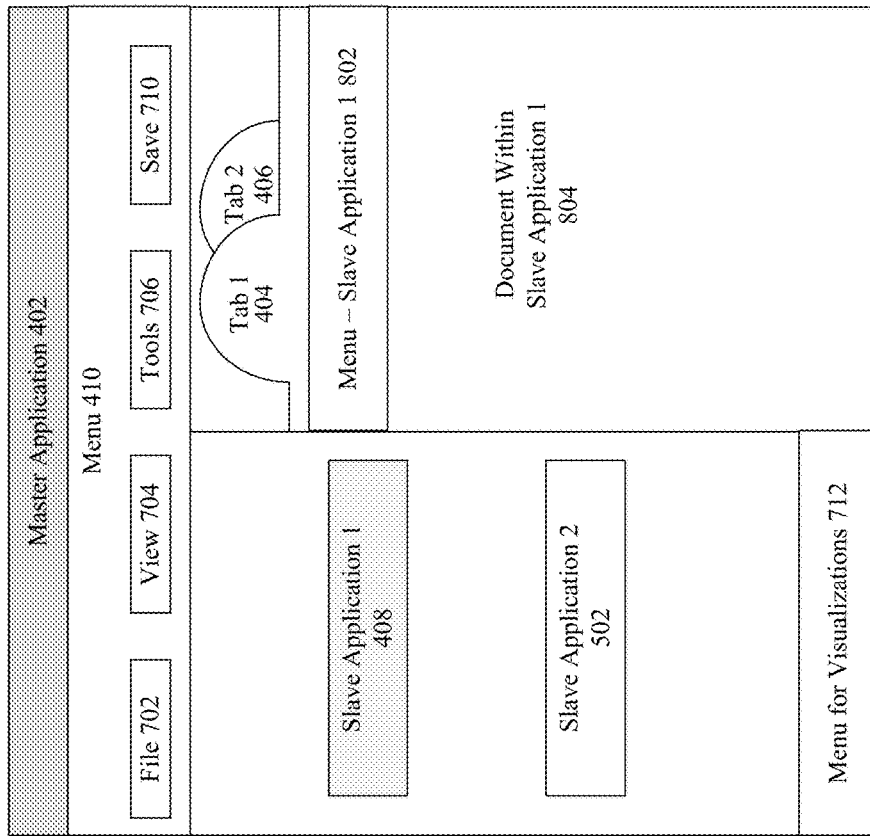 Master Application 402
Menu 410
File 702
View 704
Tools 706
Save 710
Slave Application 1
408
Slave Application 2
502
Menu for Visualizations 712
Tab 1
404
Tab 2
406
Menu – Slave Application 1 802
Document Within
Slave Application 1
804